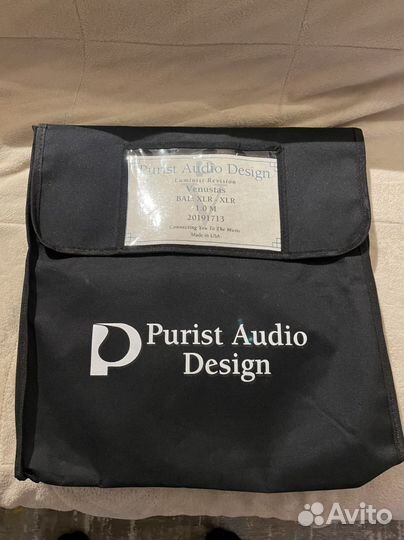 Purist Audio Design
Luminist Revision
Venustas
BAL: XLR - XLR
1.0 M
20191713
Connecting You To The Music
Made in USA
Purist Audio
Design
Avito